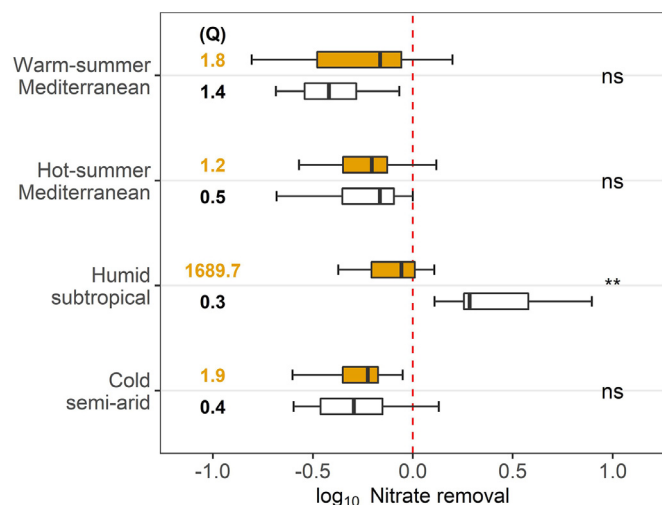 (Q)
Warm-summer
Mediterranean
1.8
1.4
ns
Hot-summer
Mediterranean
1.2
0.5
ns
Humid
subtropical
1689.7
0.3
**
Cold
semi-arid
1.9
0.4
ns
-1.0 -0.5 0.0 0.5 1.0
log₁₀ Nitrate removal